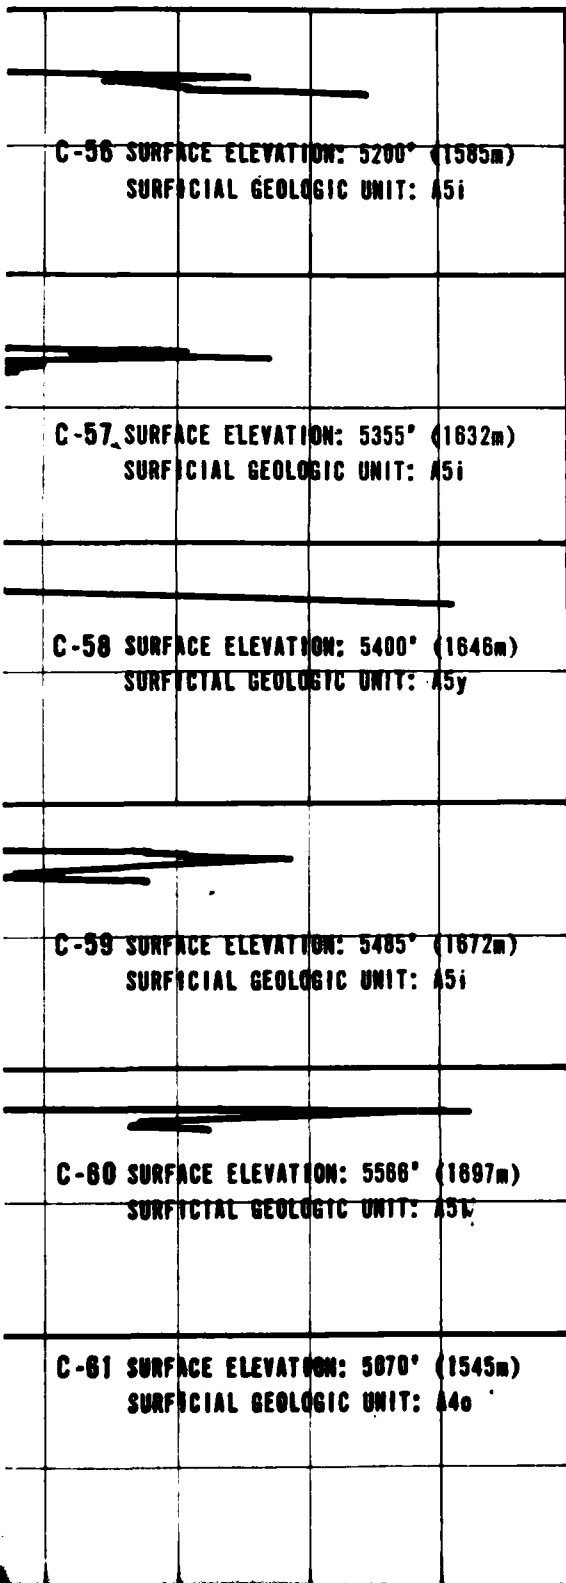 C-56 SURFACE ELEVATION: 5200' (1585m)
SURFICIAL GEOLOGIC UNIT: A5i
C-57 SURFACE ELEVATION: 5355' (1632m)
SURFICIAL GEOLOGIC UNIT: A5i
C-58 SURFACE ELEVATION: 5400' (1646m)
SURFICIAL GEOLOGIC UNIT: A5y
C-59 SURFACE ELEVATION: 5485' (1672m)
SURFICIAL GEOLOGIC UNIT: A5i
C-60 SURFACE ELEVATION: 5566' (1697m)
SURFICIAL GEOLOGIC UNIT: A5i
C-61 SURFACE ELEVATION: 5070' (1545m)
SURFICIAL GEOLOGIC UNIT: A4o